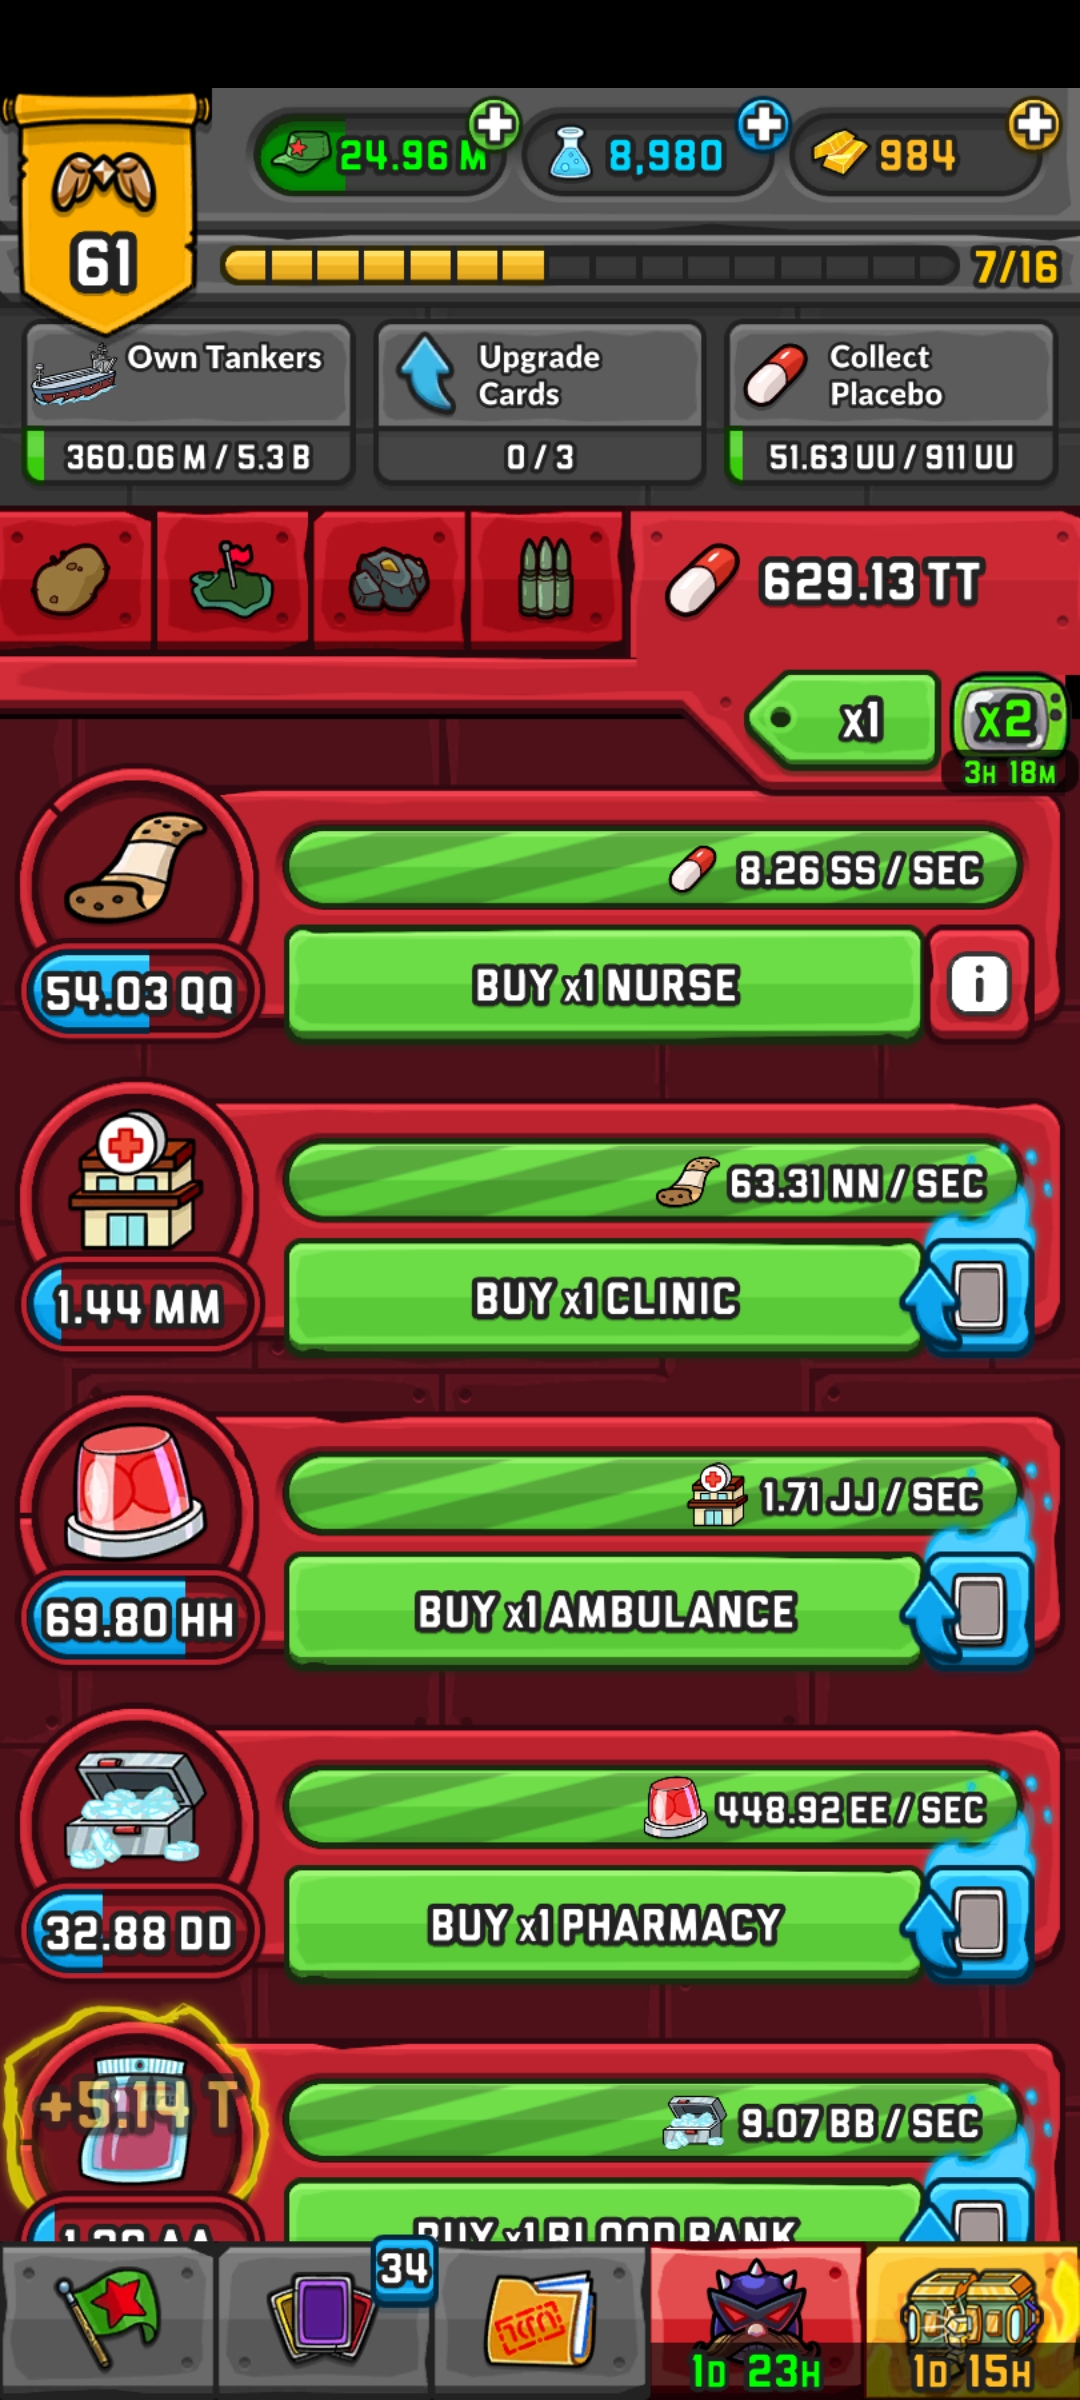 24.96 M
8,980
984
61
7/16
Own Tankers
360.06 M / 5.3 B
Upgrade
Cards
0 / 3
Collect
Placebo
51.63 UU / 911 UU
629.13 TT
x1
x2
3H 18M
8.26 SS / SEC
54.03 QQ
BUY x1 NURSE
63.31 NN / SEC
1.44 MM
BUY x1 CLINIC
1.71 JJ / SEC
69.80 HH
BUY x1 AMBULANCE
448.92 EE / SEC
32.88 DD
BUY x1 PHARMACY
+5.14 T
9.07 BB / SEC
BUY x1 BLOOD BANK
34
1D 23H
1D 15H